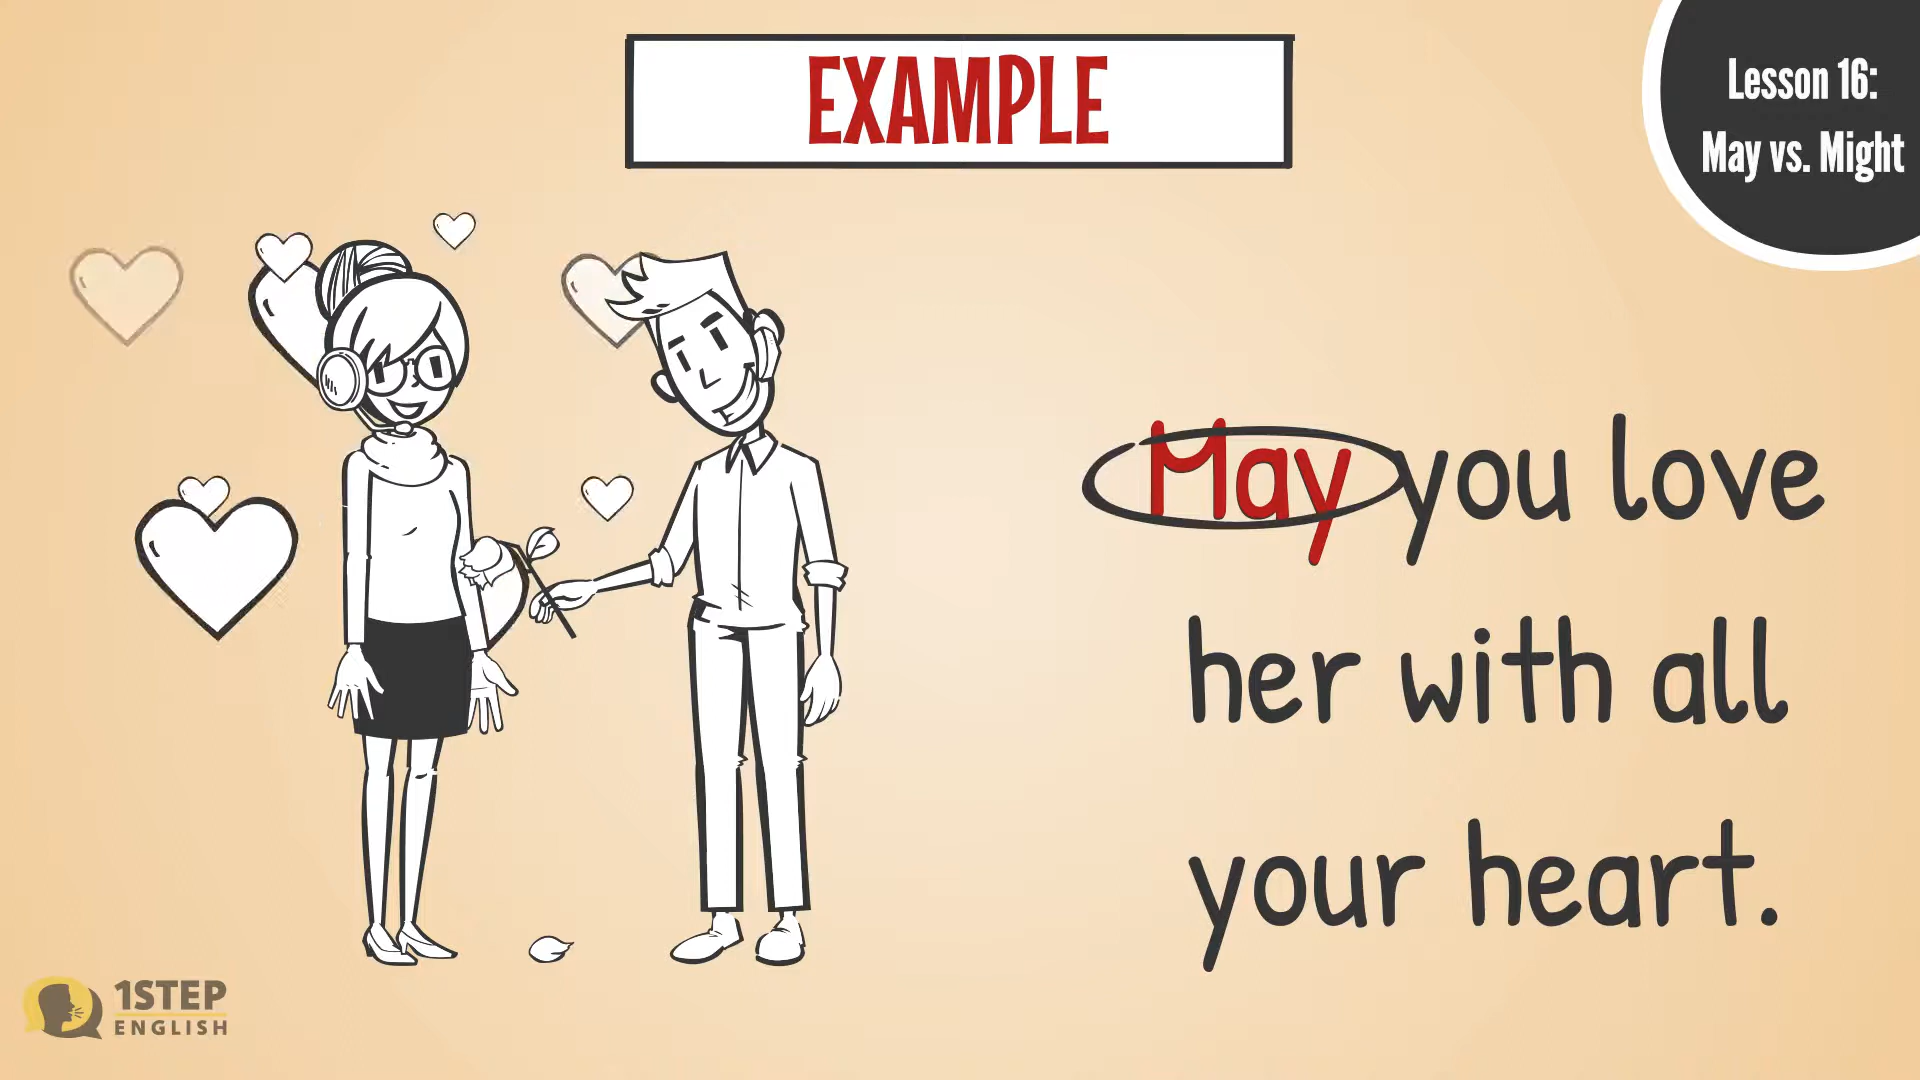 EXAMPLE
Lesson 16:
May vs. Might
May you love
her with all
your heart.
1STEP
ENGLISH